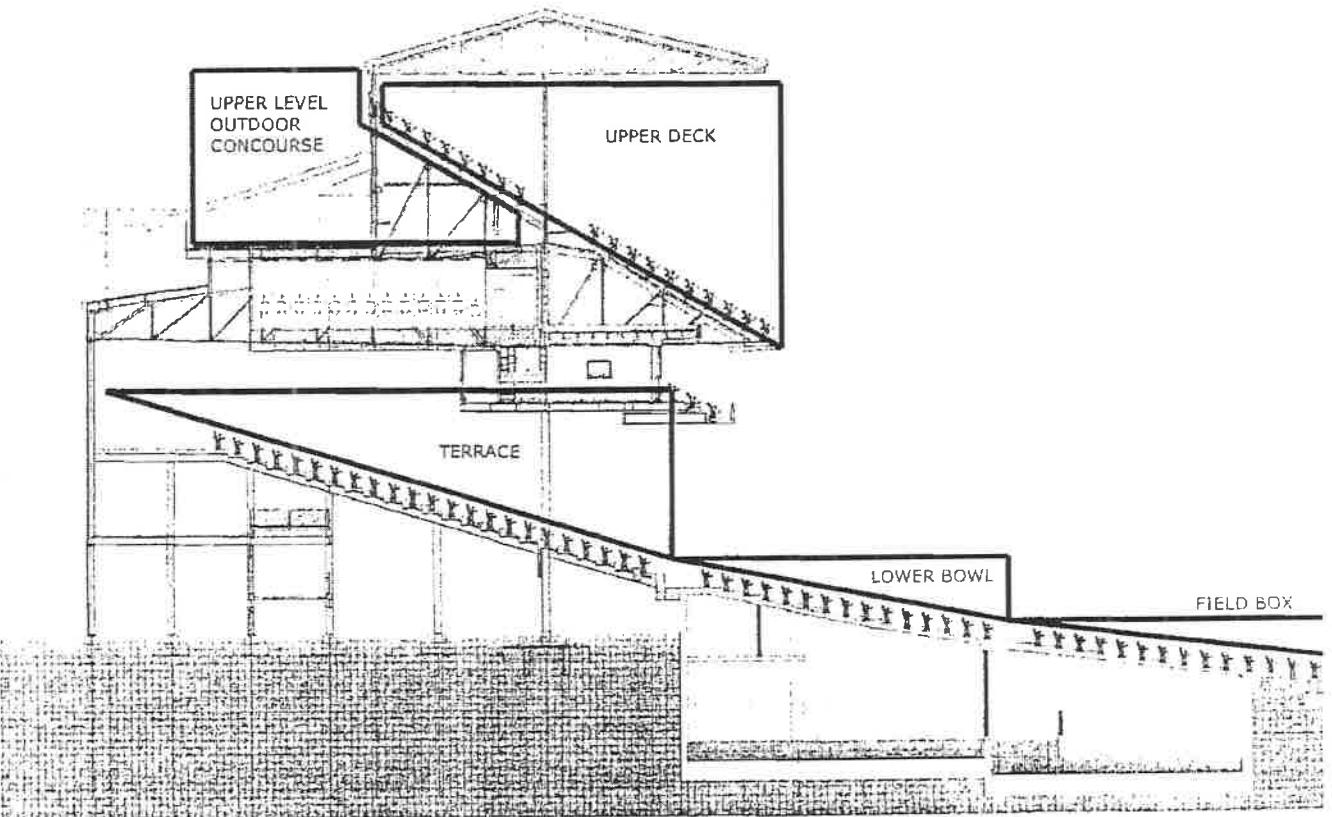 UPPER LEVEL
OUTDOOR
CONCOURSE
UPPER DECK
TERRACE
LOWER BOWL
FIELD BOX